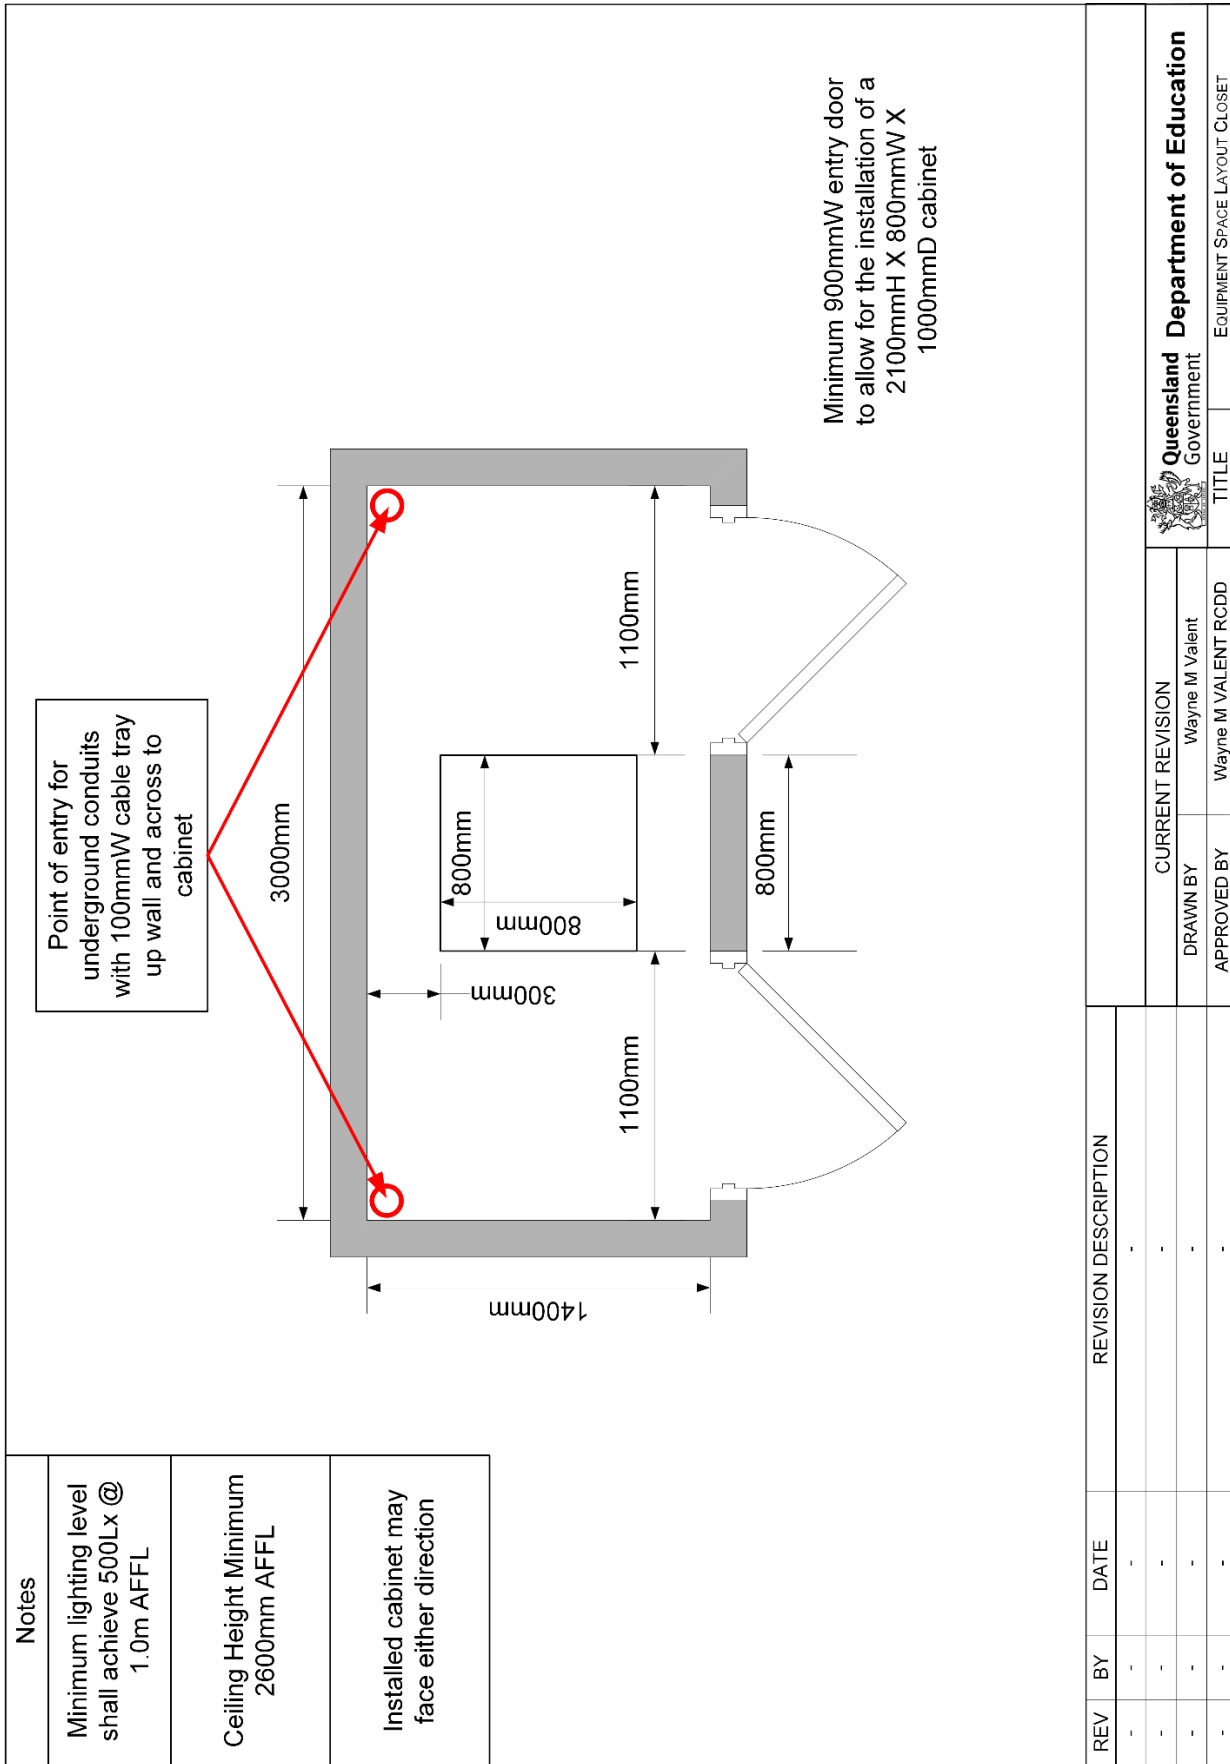 Notes
Minimum lighting level
shall achieve 500Lx @
1.0m AFFL
Ceiling Height Minimum
2600mm AFFL
Installed cabinet may
face either direction
Point of entry for
underground conduits
with 100mmW cable tray
up wall and across to
cabinet
3000mm
1400mm
300mm
800mm
800mm
1100mm
1100mm
800mm
Minimum 900mmW entry door
to allow for the installation of a
2100mmH X 800mmW X
1000mmD cabinet
REV BY DATE REVISION DESCRIPTION
- - - -
- - - -
- - - -
- - - -
CURRENT REVISION
DRAWN BY Wayne M Valent
APPROVED BY Wayne M VALENT RCDD
Queensland
Government
Department of Education
TITLE EQUIPMENT SPACE LAYOUT CLOSET